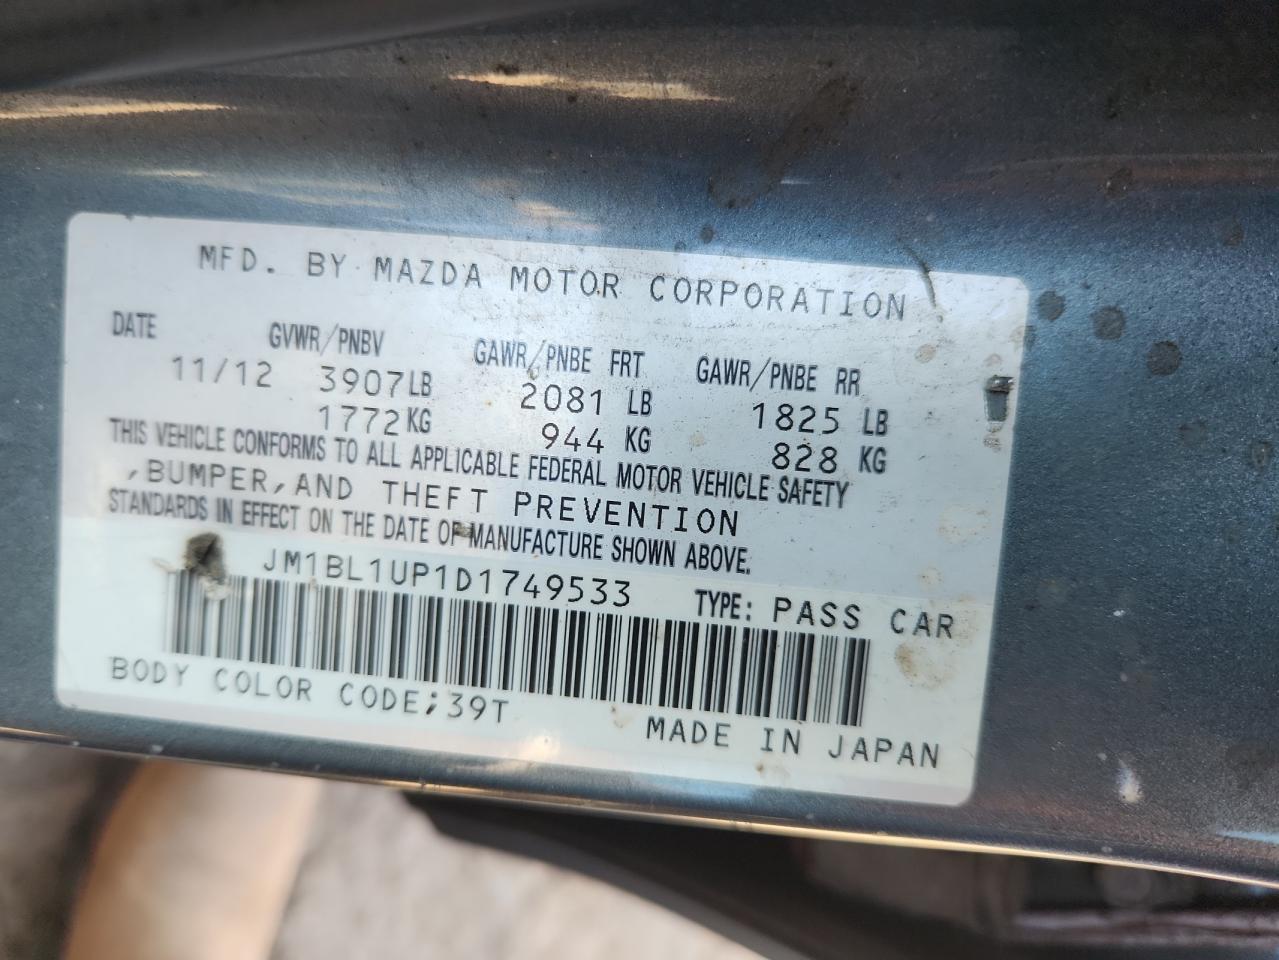 MFD. BY MAZDA MOTOR CORPORATION
DATE GVWR/PNBV GAWR/PNBE FRT GAWR/PNBE RR
11/12 3907LB 2081 LB 1825 LB
1772KG 944 KG 828 KG
THIS VEHICLE CONFORMS TO ALL APPLICABLE FEDERAL MOTOR VEHICLE SAFETY
,BUMPER,AND THEFT PREVENTION
STANDARDS IN EFFECT ON THE DATE OF MANUFACTURE SHOWN ABOVE.
JM1BL1UP1D1749533 TYPE: PASS CAR
BODY COLOR CODE;39T
MADE IN JAPAN